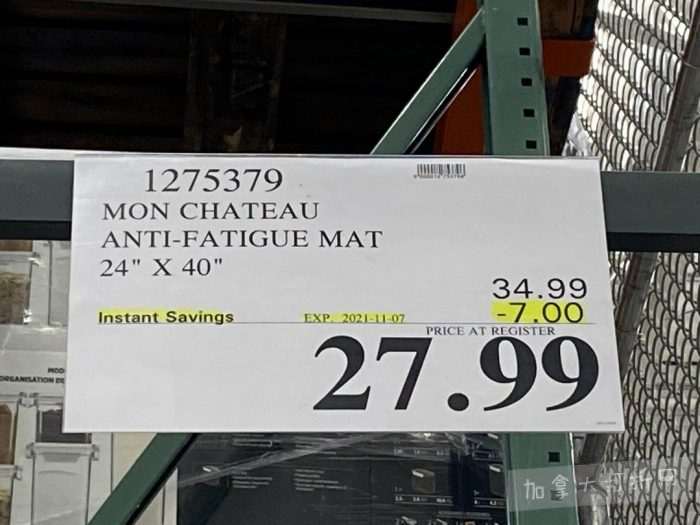 1275379
MON CHATEAU
ANTI-FATIGUE MAT
24" X 40"
34.99
Instant Savings EXP. 2021-11-07 -7.00
PRICE AT REGISTER
27.99
ORGANISATION DE
加拿大打折君